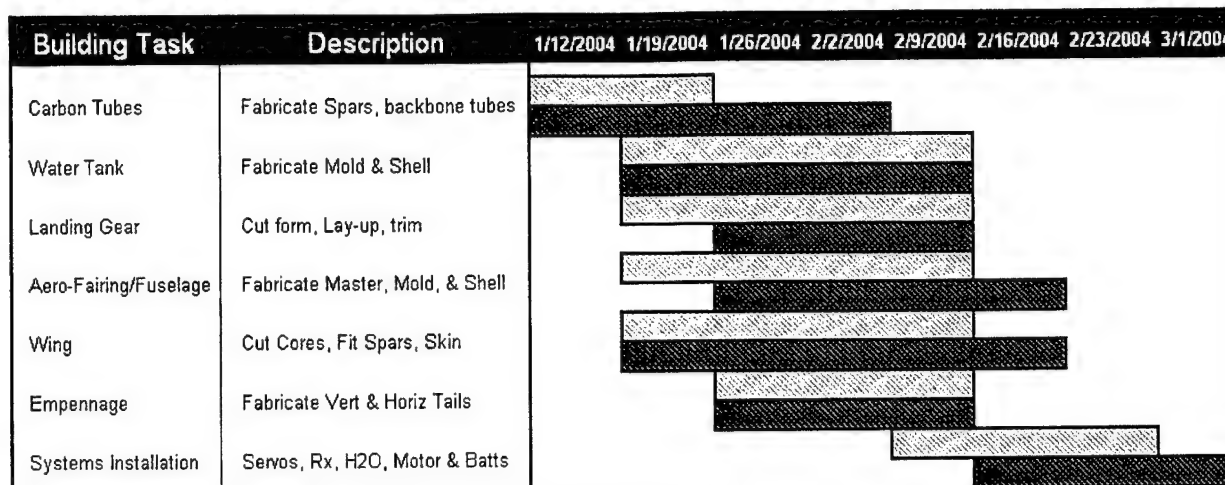 Building Task Description 1/12/2004 1/19/2004 1/26/2004 2/2/2004 2/9/2004 2/16/2004 2/23/2004 3/1/2004
Carbon Tubes Fabricate Spars, backbone tubes
Water Tank Fabricate Mold & Shell
Landing Gear Cut form, Lay-up, trim
Aero-Fairing/Fuselage Fabricate Master, Mold, & Shell
Wing Cut Cores, Fit Spars, Skin
Empennage Fabricate Vert & Horiz Tails
Systems Installation Servos, Rx, H2O, Motor & Batts